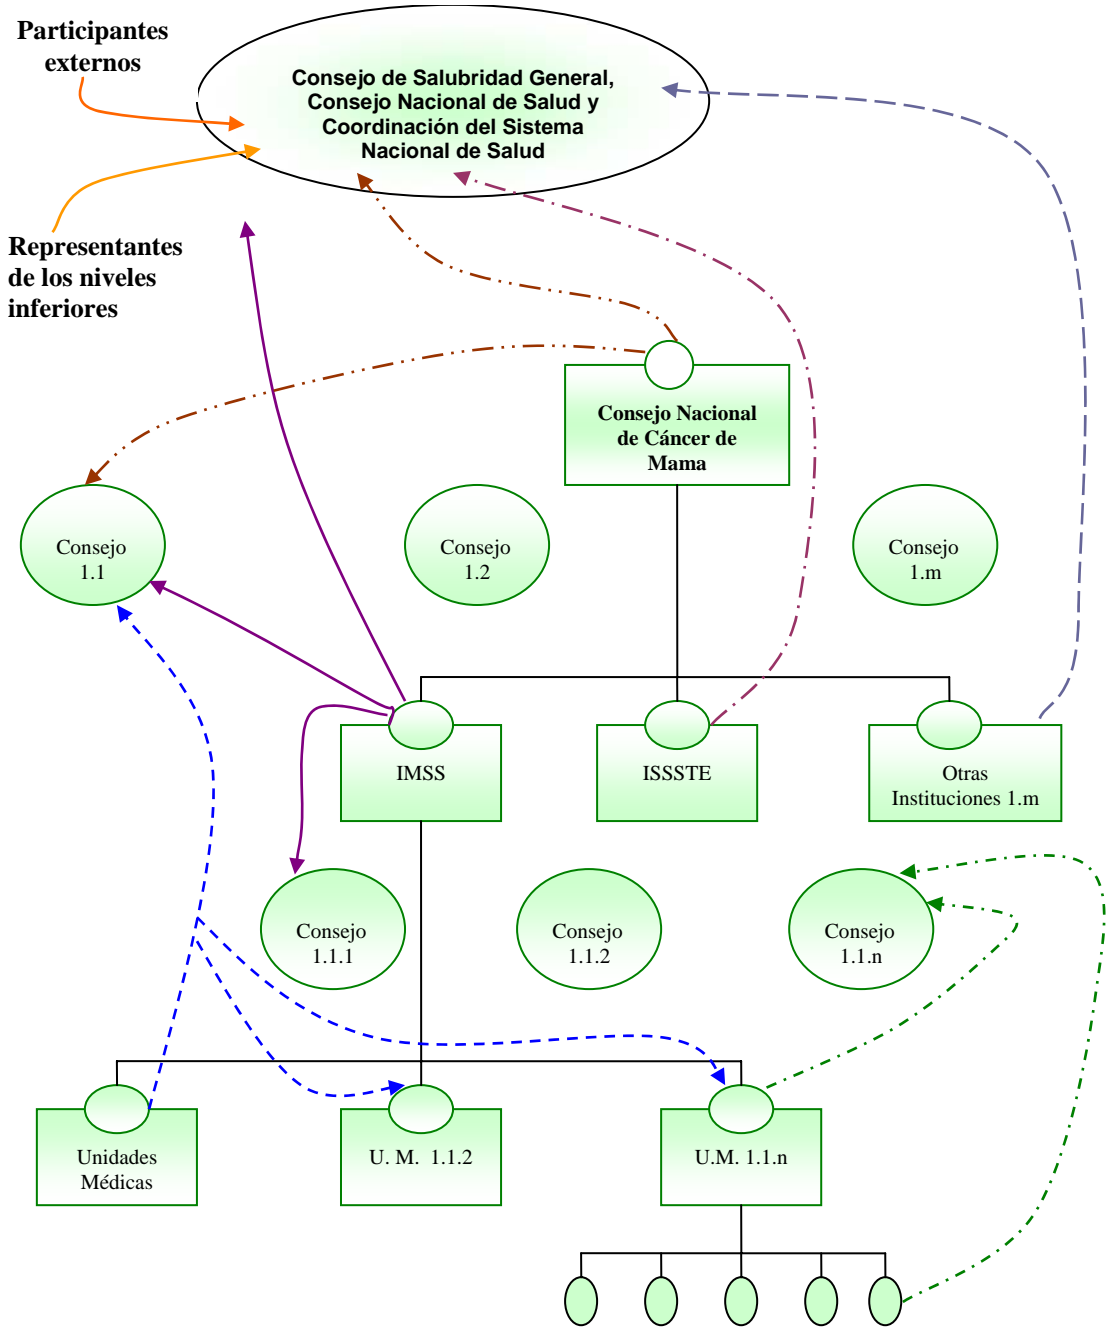 Participantes
externos
Consejo de Salubridad General,
Consejo Nacional de Salud y
Coordinación del Sistema
Nacional de Salud
Representantes
de los niveles
inferiores
Consejo Nacional
de Cáncer de
Mama
Consejo
1.1
Consejo
1.2
Consejo
1.m
IMSS
ISSSTE
Otras
Instituciones 1.m
Consejo
1.1.1
Consejo
1.1.2
Consejo
1.1.n
Unidades
Médicas
U. M. 1.1.2
U.M. 1.1.n